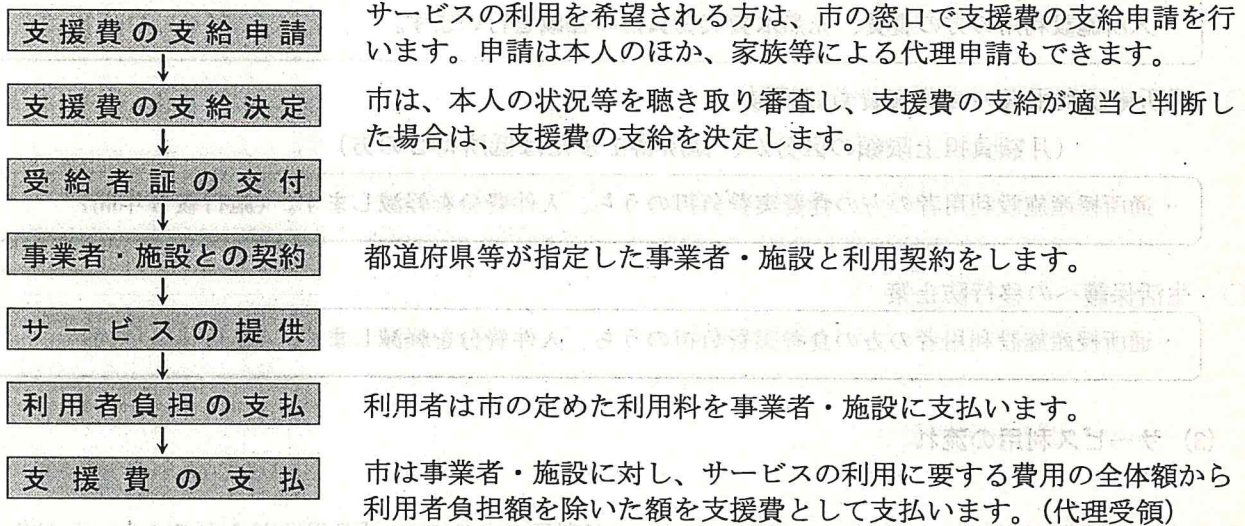 支援費の支給申請
サービスの利用を希望される方は、市の窓口で支援費の支給申請を行
います。申請は本人のほか、家族等による代理申請もできます。
支援費の支給決定
市は、本人の状況等を聴き取り審査し、支援費の支給が適当と判断し
た場合は、支援費の支給を決定します。
受給者証の交付
事業者・施設との契約
都道府県等が指定した事業者・施設と利用契約をします。
サービスの提供
利用者負担の支払
利用者は市の定めた利用料を事業者・施設に支払います。
支援費の支払
市は事業者・施設に対し、サービスの利用に要する費用の全体額から
利用者負担額を除いた額を支援費として支払います。(代理受領)